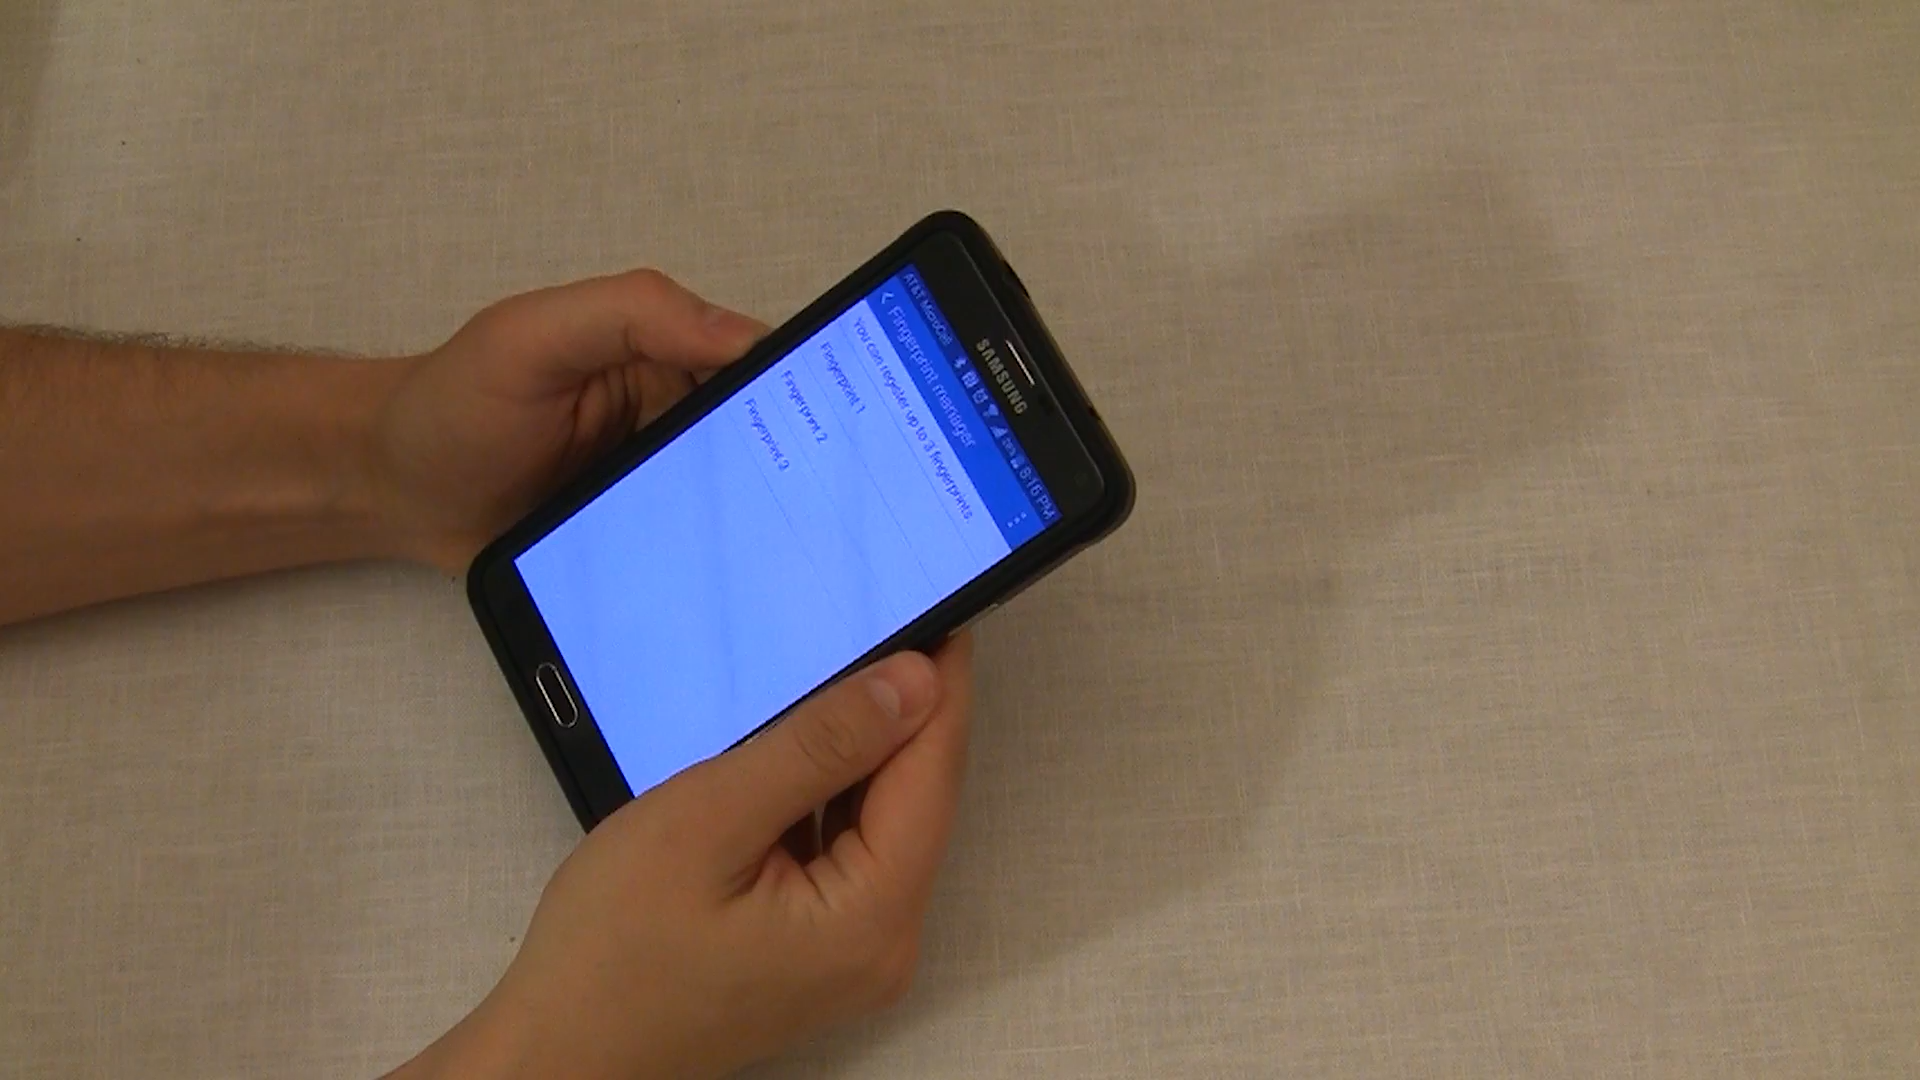 SAMSUNG
AT&T MicroCell 8:16 PM
Fingerprint manager
You can register up to 3 fingerprints.
Fingerprint 1
Fingerprint 2
Fingerprint 3